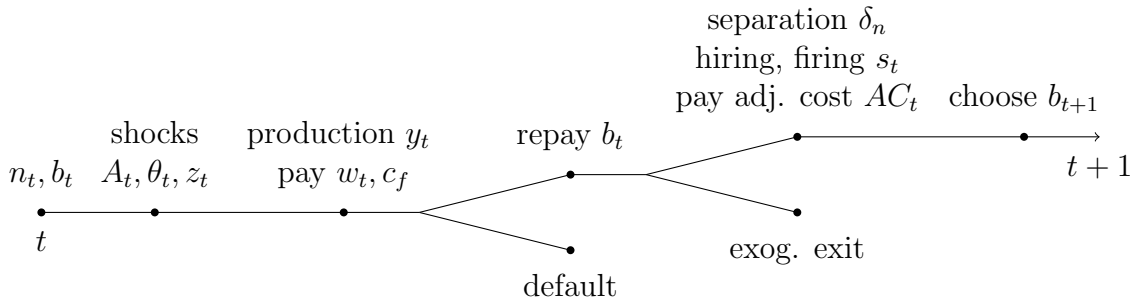 separation δ_n
shocks production y_t repay b_t hiring, firing s_t
n_t, b_t A_t, θ_t, z_t pay w_t, c_f pay adj. cost AC_t choose b_{t+1}
t t + 1
default exog. exit